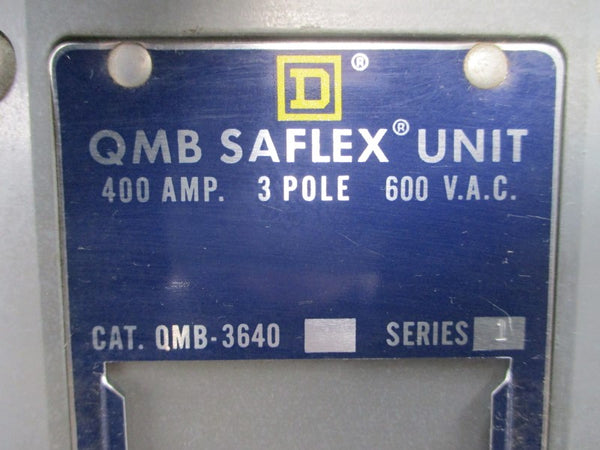 D ®
QMB SAFLEX® UNIT
400 AMP. 3 POLE 600 V.A.C.
CAT. QMB-3640 SERIES 1